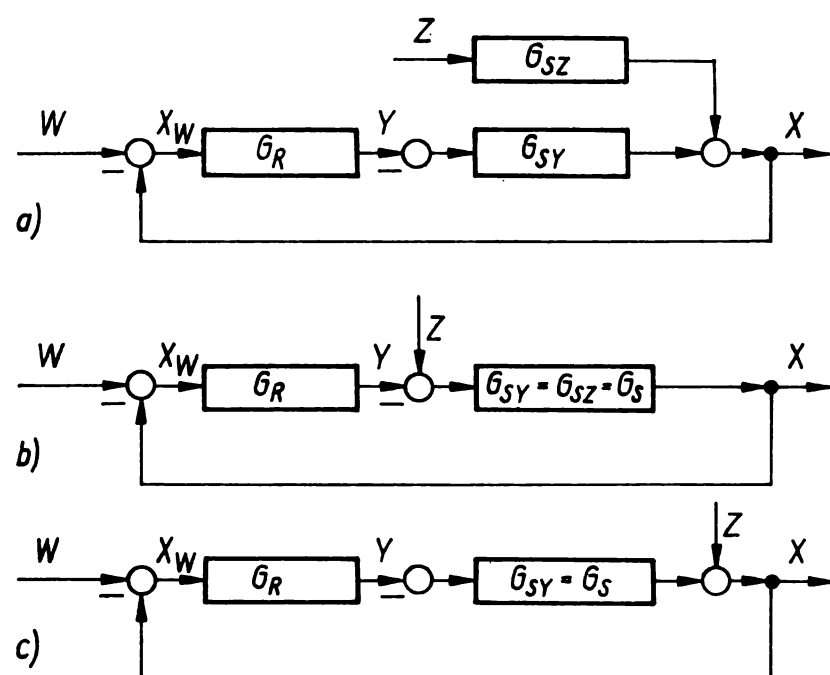 Z G_SZ
W X_W G_R Y G_SY X
a)
Z
W X_W G_R Y G_SY = G_SZ = G_S X
b)
Z
W X_W G_R Y G_SY = G_S X
c)